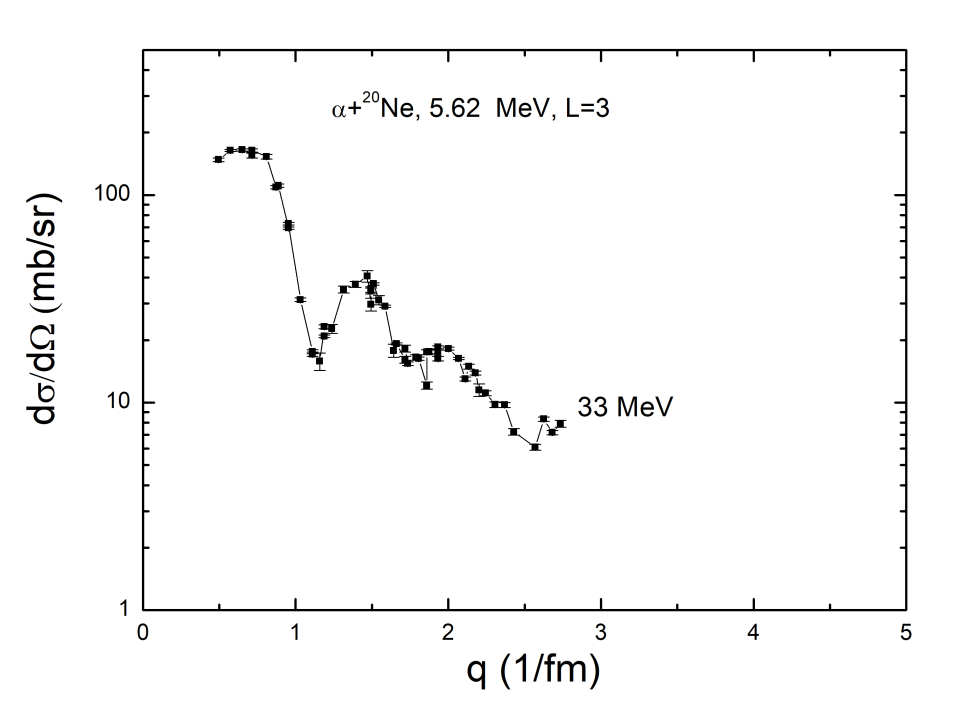 α+²⁰Ne, 5.62 MeV, L=3
100
dσ/dΩ (mb/sr)
10
33 MeV
1
0 1 2 3 4 5
q (1/fm)